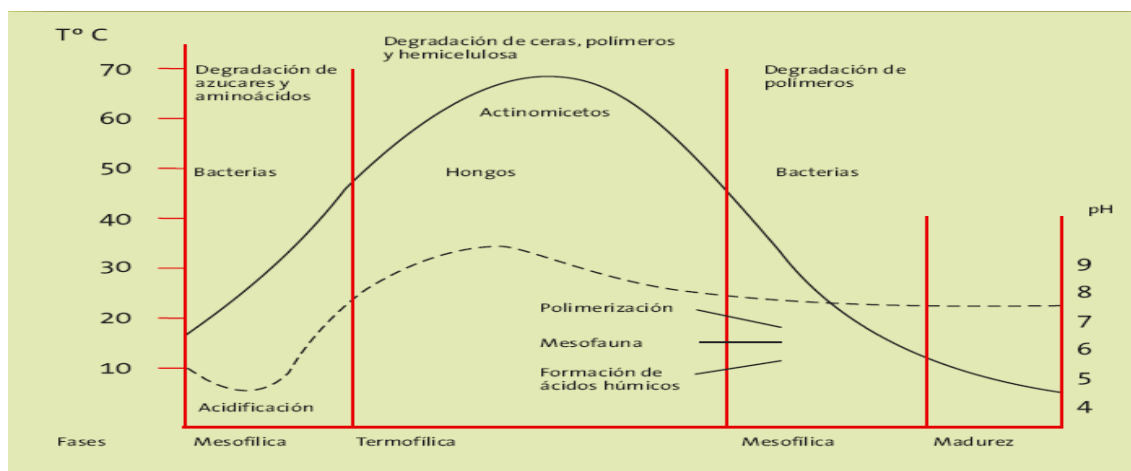 Tº C
Degradación de ceras, polímeros
y hemicelulosa
70
Degradación de
azucares y
aminoácidos
Degradación de
polímeros
60
Actinomicetos
50
Bacterias
Hongos
Bacterias
40
pH
30
9
8
20
Polimerización
7
Mesofauna
6
10
Formación de
ácidos húmicos
5
Acidificación
4
Fases
Mesofílica
Termofílica
Mesofílica
Madurez